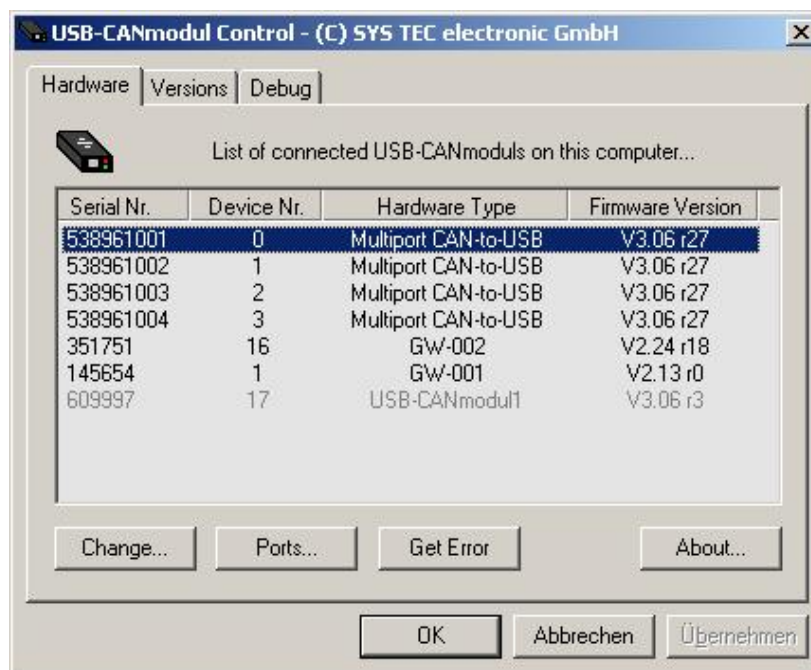 USB-CANmodul Control - (C) SYS TEC electronic GmbH
Hardware Versions Debug
List of connected USB-CANmoduls on this computer...
Serial Nr. Device Nr. Hardware Type Firmware Version
538961001 0 Multiport CAN-to-USB V3.06 r27
538961002 1 Multiport CAN-to-USB V3.06 r27
538961003 2 Multiport CAN-to-USB V3.06 r27
538961004 3 Multiport CAN-to-USB V3.06 r27
351751 16 GW-002 V2.24 r18
145654 1 GW-001 V2.13 r0
609997 17 USB-CANmodul1 V3.06 r3
Change... Ports... Get Error About...
OK Abbrechen Übernehmen